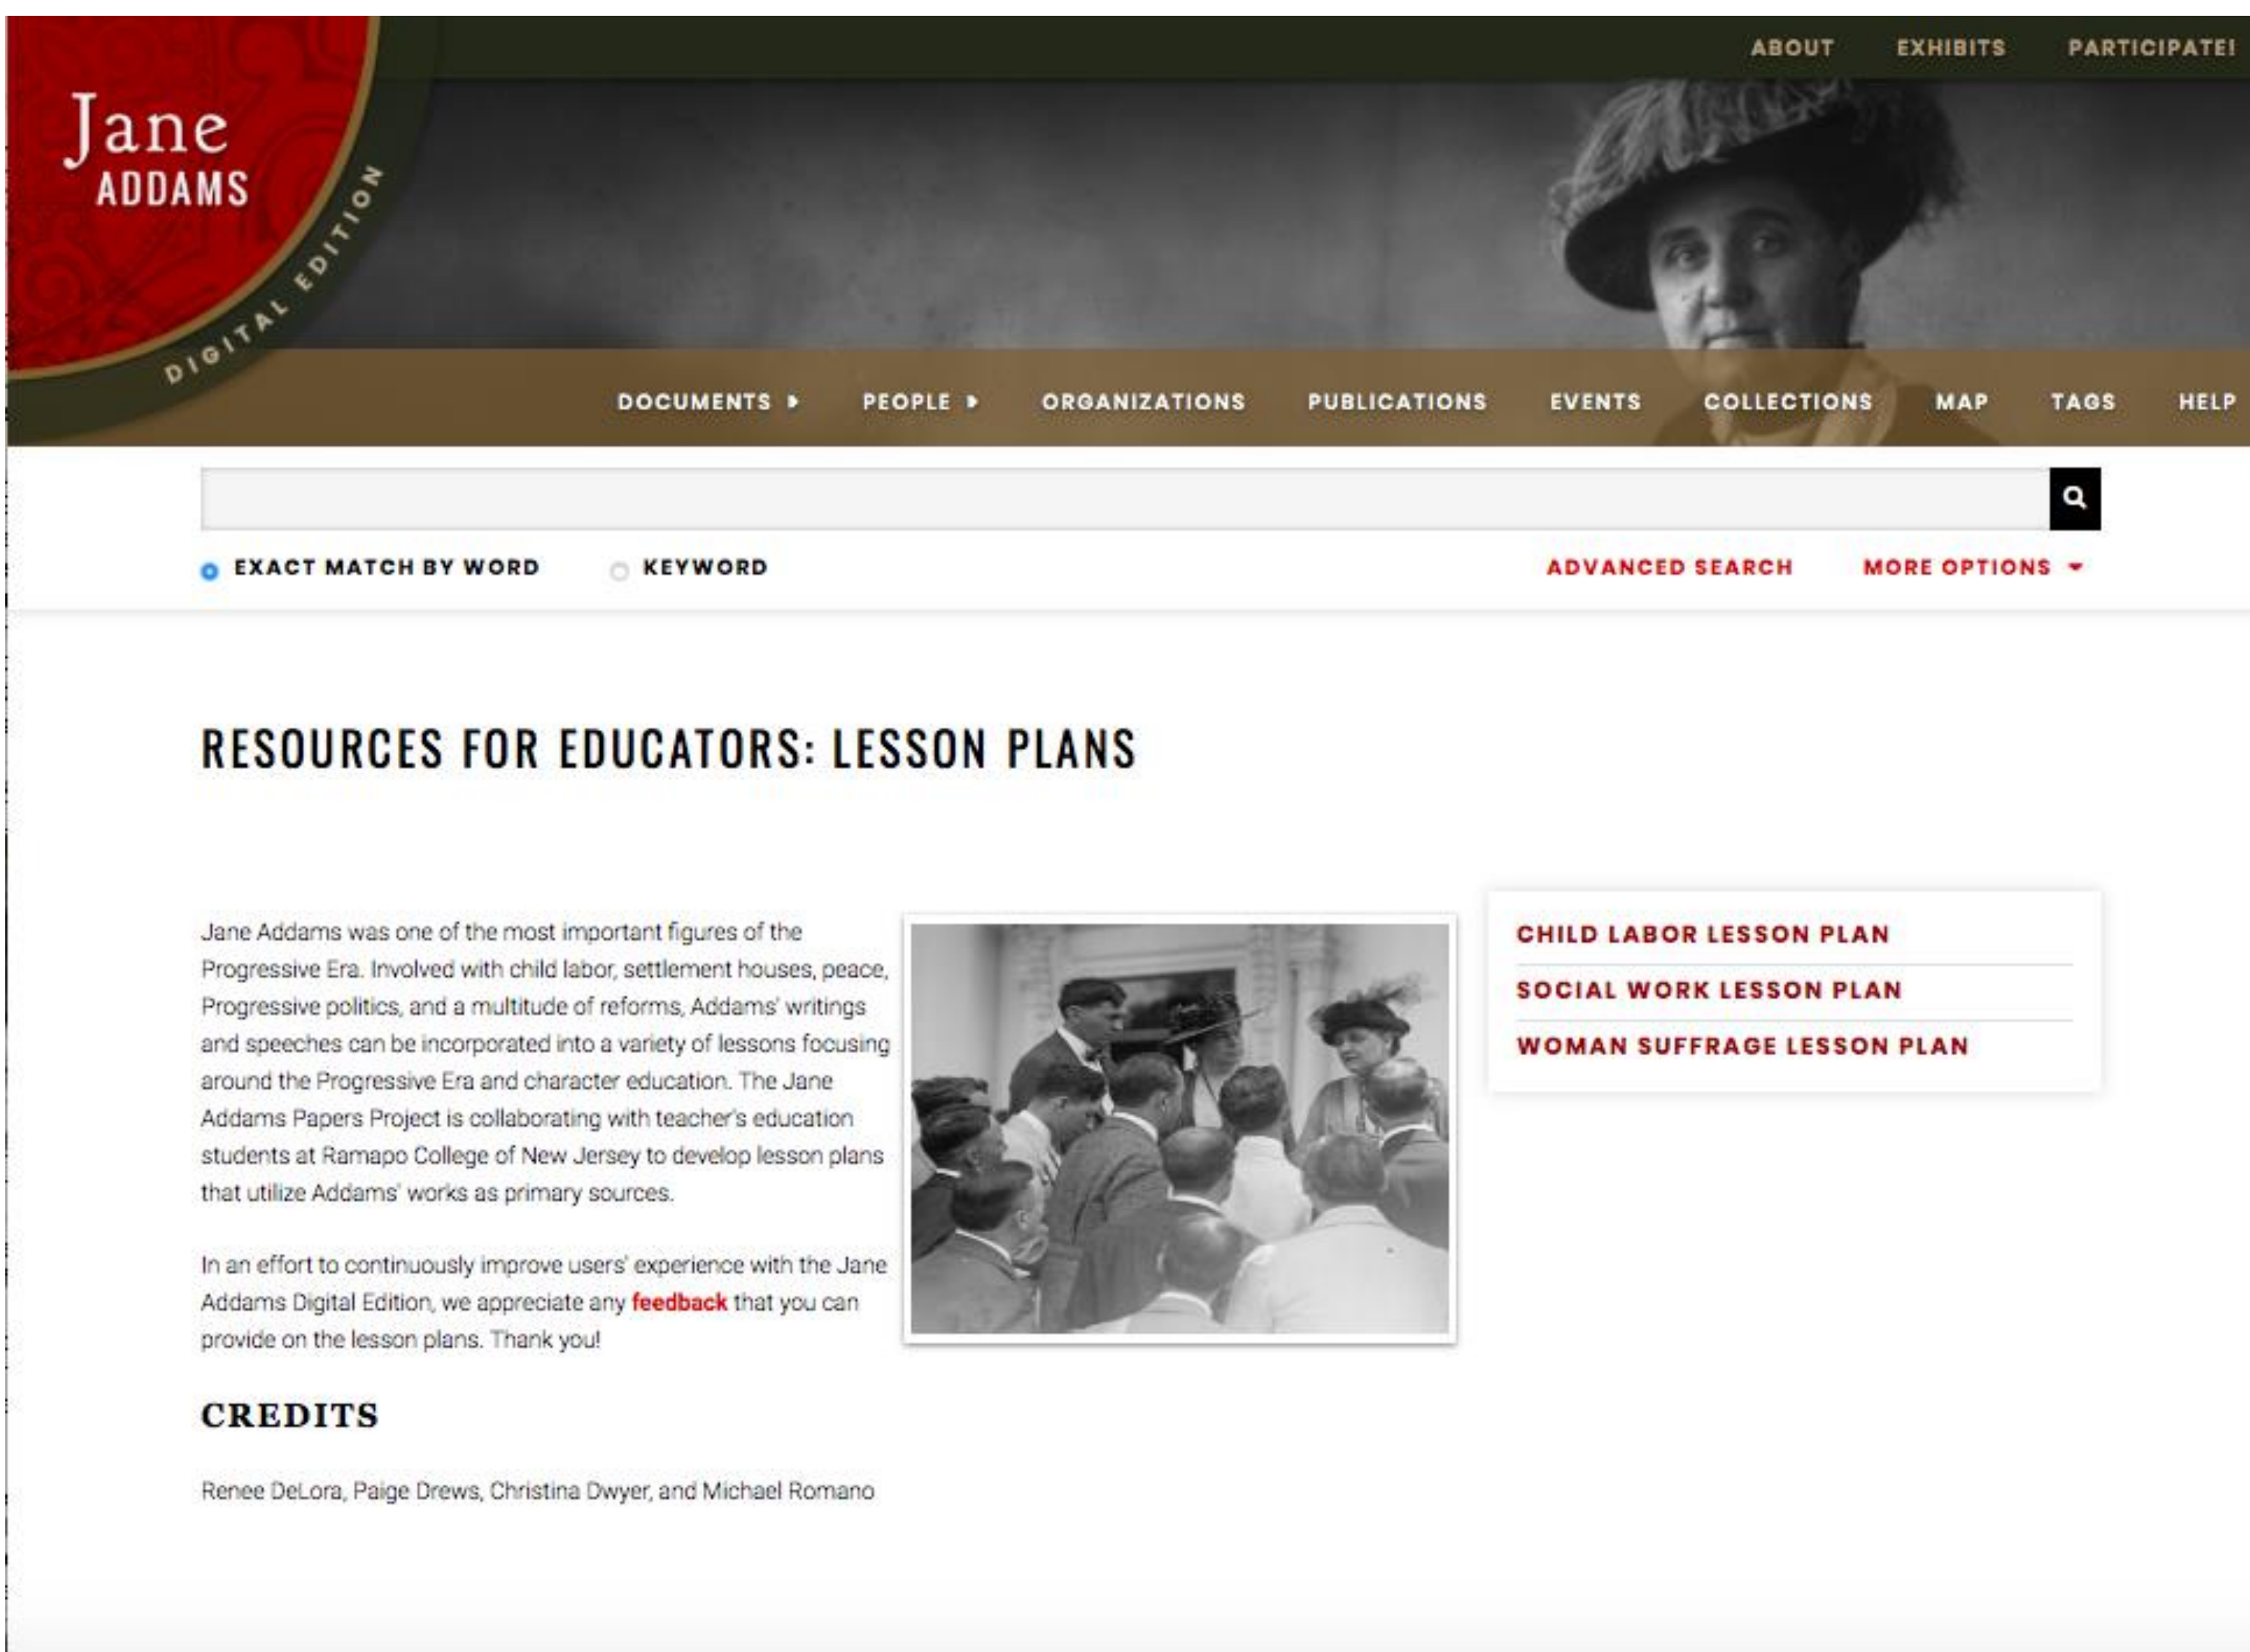 ABOUT EXHIBITS PARTICIPATE!
Jane
ADDAMS
DIGITAL EDITION
DOCUMENTS PEOPLE ORGANIZATIONS PUBLICATIONS EVENTS COLLECTIONS MAP TAGS HELP
EXACT MATCH BY WORD KEYWORD ADVANCED SEARCH MORE OPTIONS
RESOURCES FOR EDUCATORS: LESSON PLANS
Jane Addams was one of the most important figures of the
Progressive Era. Involved with child labor, settlement houses, peace,
Progressive politics, and a multitude of reforms, Addams' writings
and speeches can be incorporated into a variety of lessons focusing
around the Progressive Era and character education. The Jane
Addams Papers Project is collaborating with teacher's education
students at Ramapo College of New Jersey to develop lesson plans
that utilize Addams' works as primary sources.
In an effort to continuously improve users' experience with the Jane
Addams Digital Edition, we appreciate any feedback that you can
provide on the lesson plans. Thank you!
CREDITS
Renee DeLora, Paige Drews, Christina Dwyer, and Michael Romano
CHILD LABOR LESSON PLAN
SOCIAL WORK LESSON PLAN
WOMAN SUFFRAGE LESSON PLAN